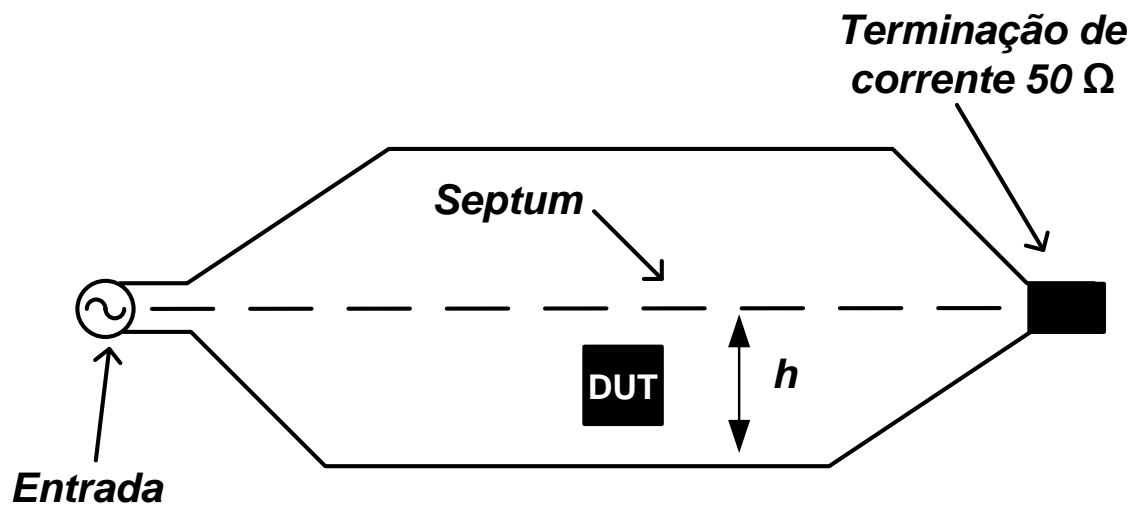 Terminação de
corrente 50 Ω
Septum
DUT
h
Entrada